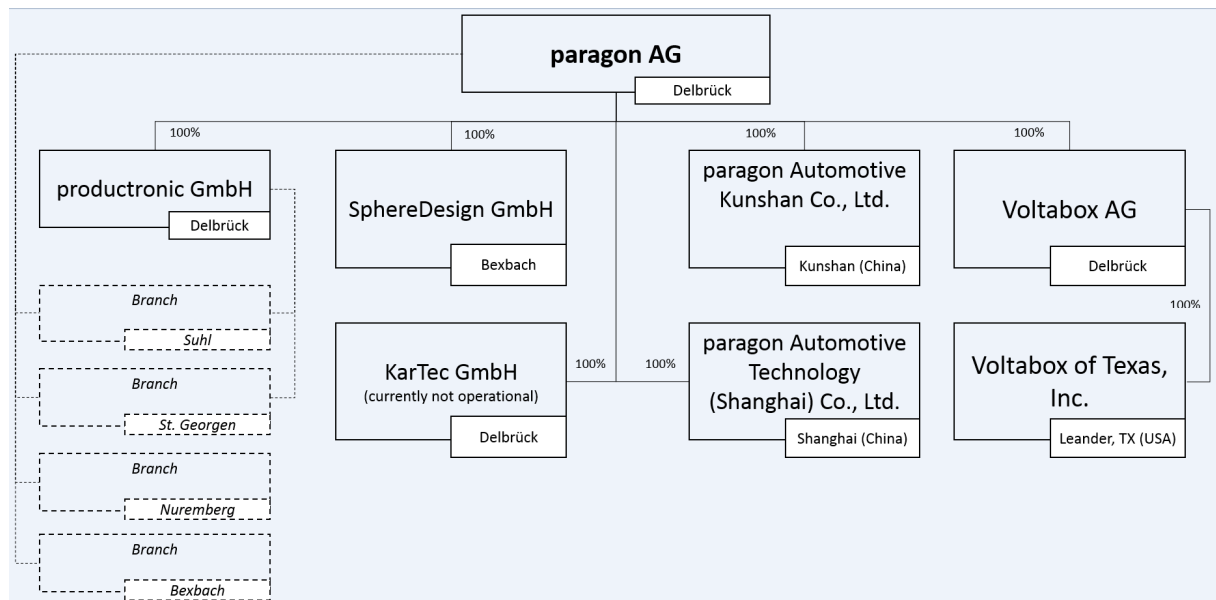 paragon AG
Delbrück
100%
100%
100%
100%
productronic GmbH
Delbrück
SphereDesign GmbH
Bexbach
paragon Automotive
Kunshan Co., Ltd.
Kunshan (China)
Voltabox AG
Delbrück
Branch
Suhl
100%
KarTec GmbH
(currently not operational)
Delbrück
100%
100%
paragon Automotive
Technology
(Shanghai) Co., Ltd.
Shanghai (China)
Voltabox of Texas,
Inc.
Leander, TX (USA)
Branch
St. Georgen
Branch
Nuremberg
Branch
Bexbach